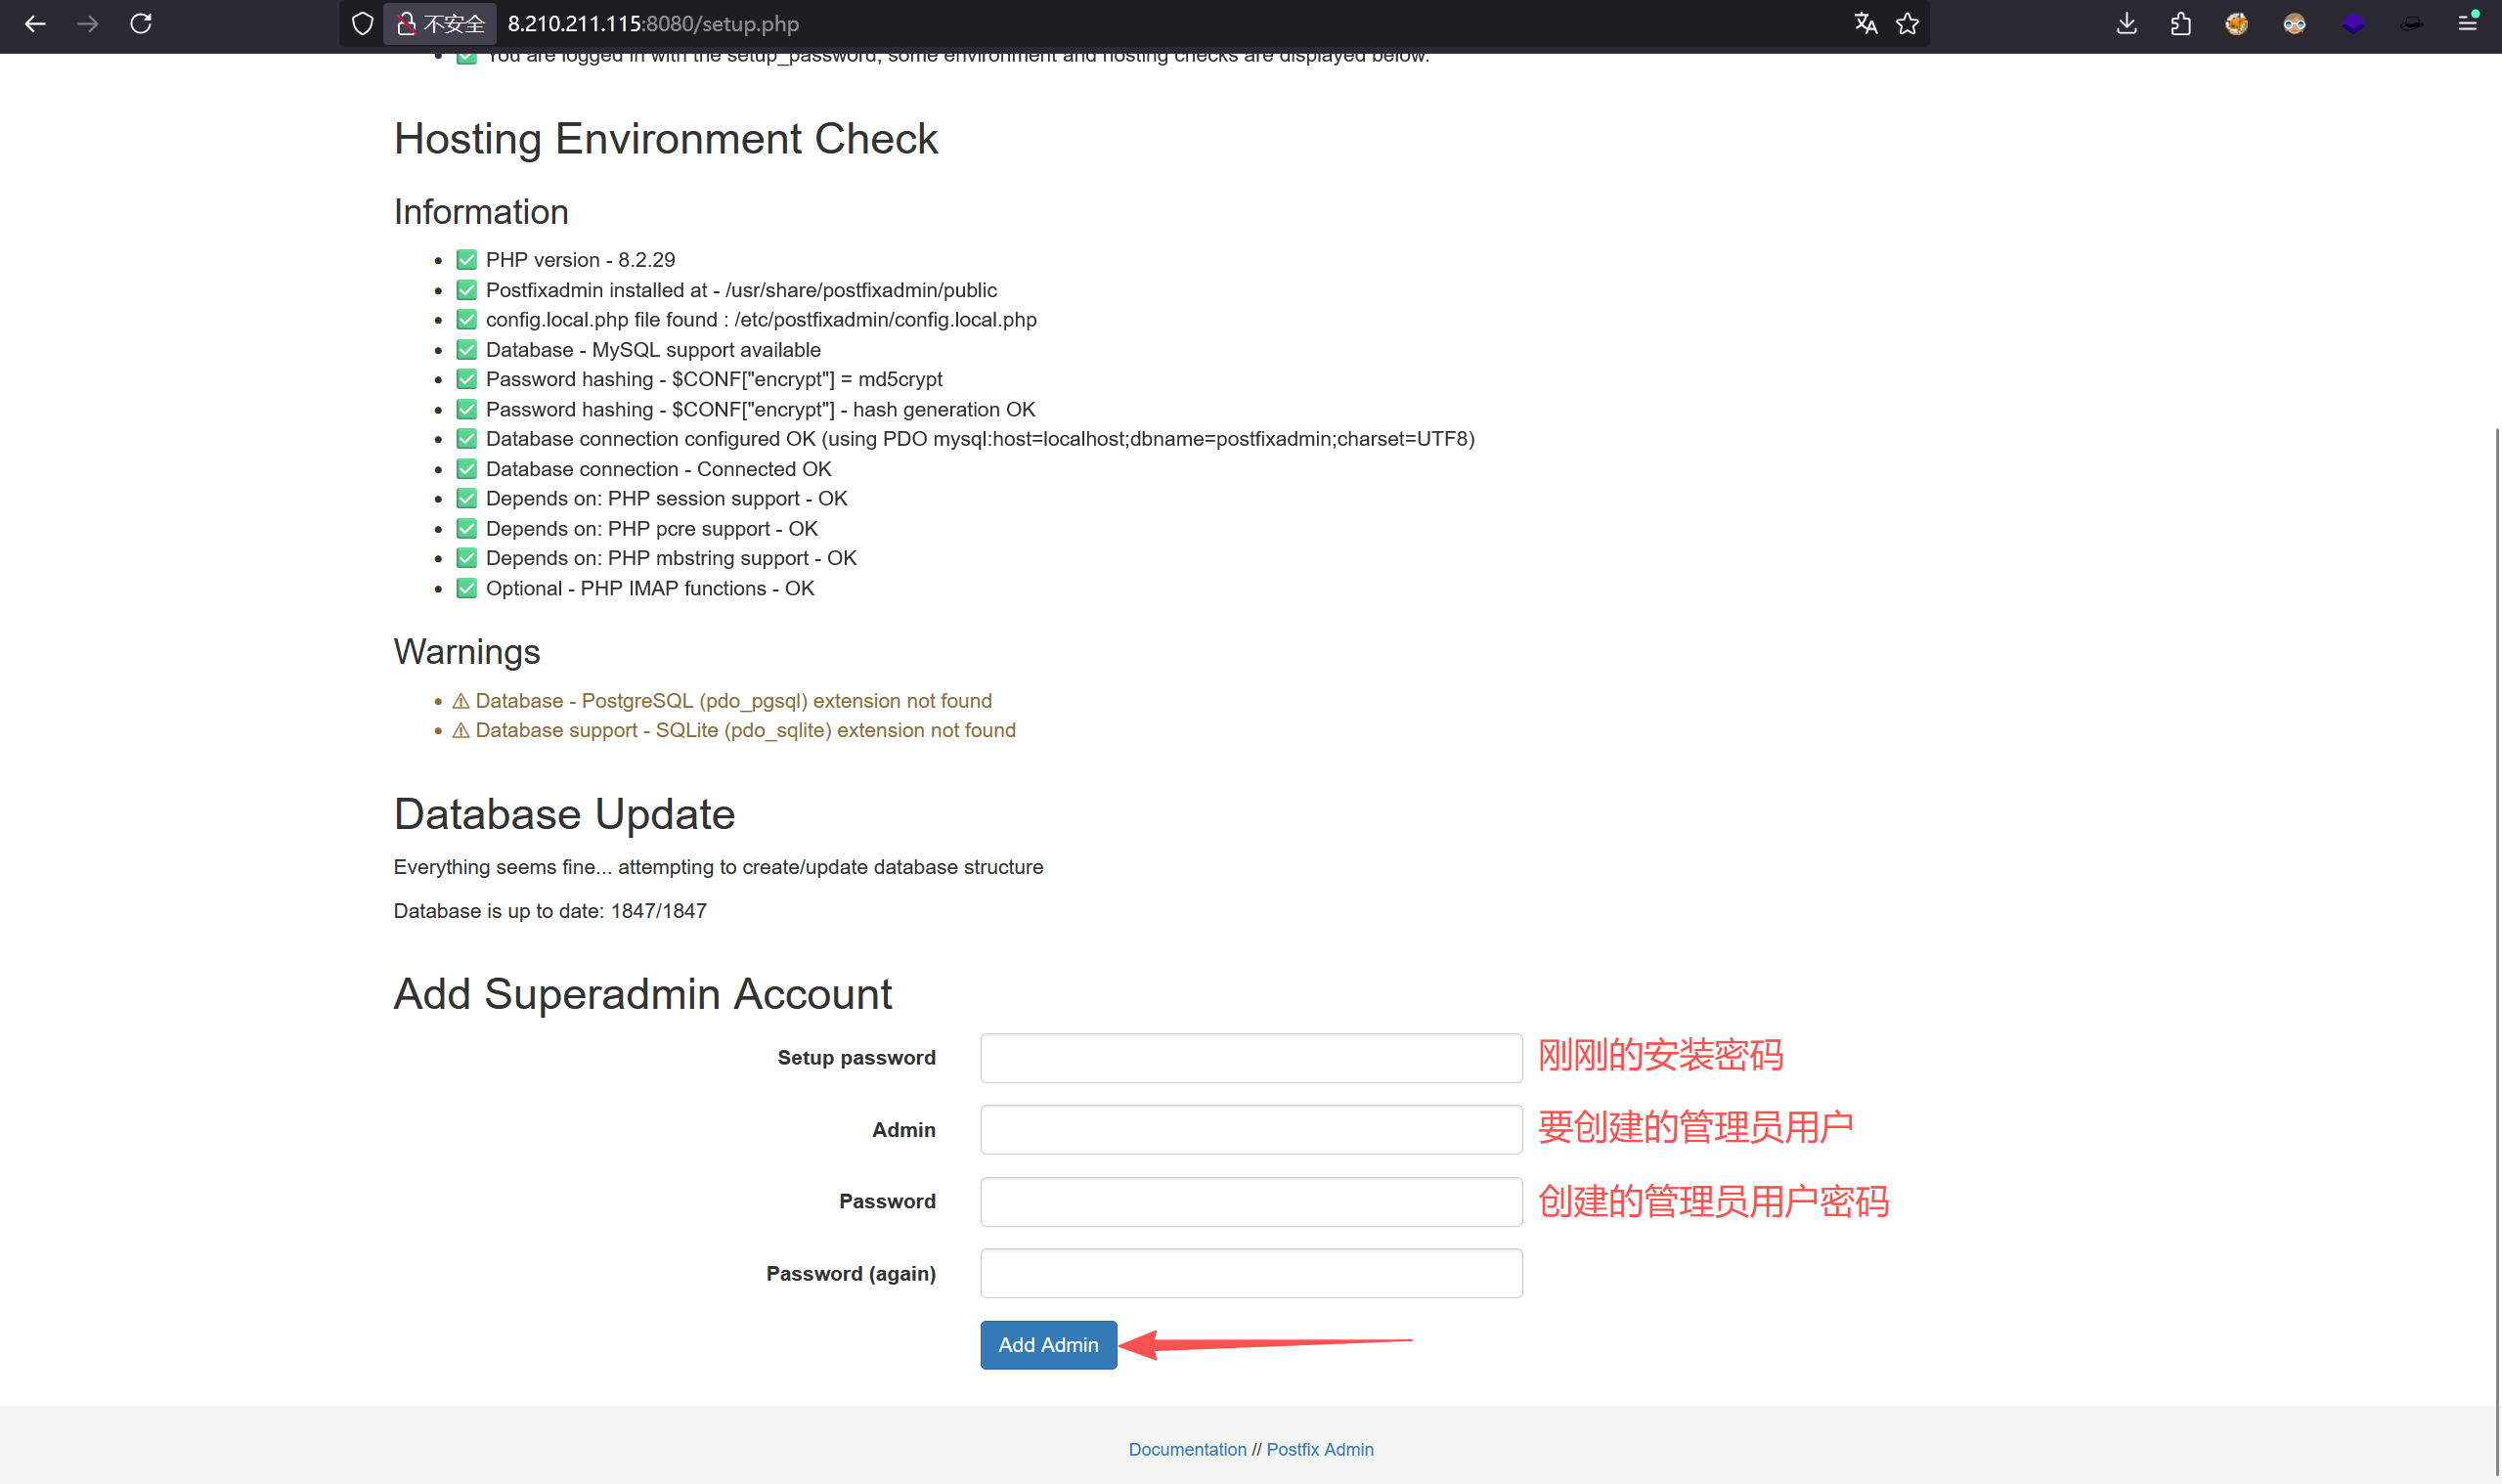 不安全 8.210.211.115:8080/setup.php
You are logged in with the setup_password, some environment and hosting checks are displayed below.
Hosting Environment Check
Information
PHP version - 8.2.29
Postfixadmin installed at - /usr/share/postfixadmin/public
config.local.php file found : /etc/postfixadmin/config.local.php
Database - MySQL support available
Password hashing - $CONF["encrypt"] = md5crypt
Password hashing - $CONF["encrypt"] - hash generation OK
Database connection configured OK (using PDO mysql:host=localhost;dbname=postfixadmin;charset=UTF8)
Database connection - Connected OK
Depends on: PHP session support - OK
Depends on: PHP pcre support - OK
Depends on: PHP mbstring support - OK
Optional - PHP IMAP functions - OK
Warnings
⚠ Database - PostgreSQL (pdo_pgsql) extension not found
⚠ Database support - SQLite (pdo_sqlite) extension not found
Database Update
Everything seems fine... attempting to create/update database structure
Database is up to date: 1847/1847
Add Superadmin Account
Setup password 刚刚的安装密码
Admin 要创建的管理员用户
Password 创建的管理员用户密码
Password (again)
Add Admin
Documentation // Postfix Admin